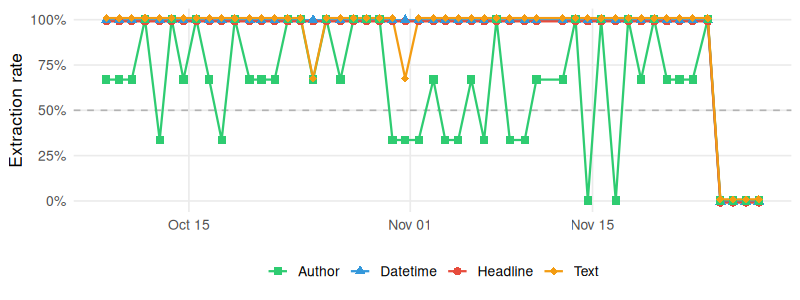 Extraction rate
100%
75%
50%
25%
0%
Oct 15
Nov 01
Nov 15
Author
Datetime
Headline
Text